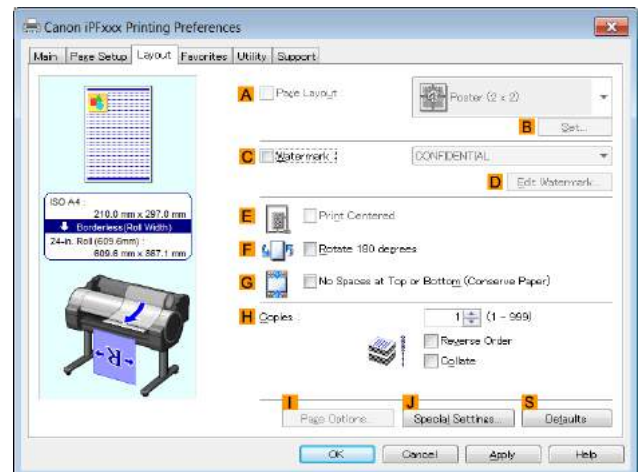 Canon iPFxxx Printing Preferences
Main Page Setup Layout Favorites Utility Support
A Page Layout Poster (2 x 2)
B Set...
C Watermark : CONFIDENTIAL
D Edit Watermark...
ISO A4 :
210.0 mm x 297.0 mm
Borderless(Roll Width)
24-in. Roll (609.6mm) :
609.6 mm x 867.1 mm
E Print Centered
F Rotate 180 degrees
G No Spaces at Top or Bottom (Conserve Paper)
H Copies : 1 (1 - 999)
Reverse Order
Collate
R
I J S
Page Options... Special Settings... Defaults
OK Cancel Apply Help